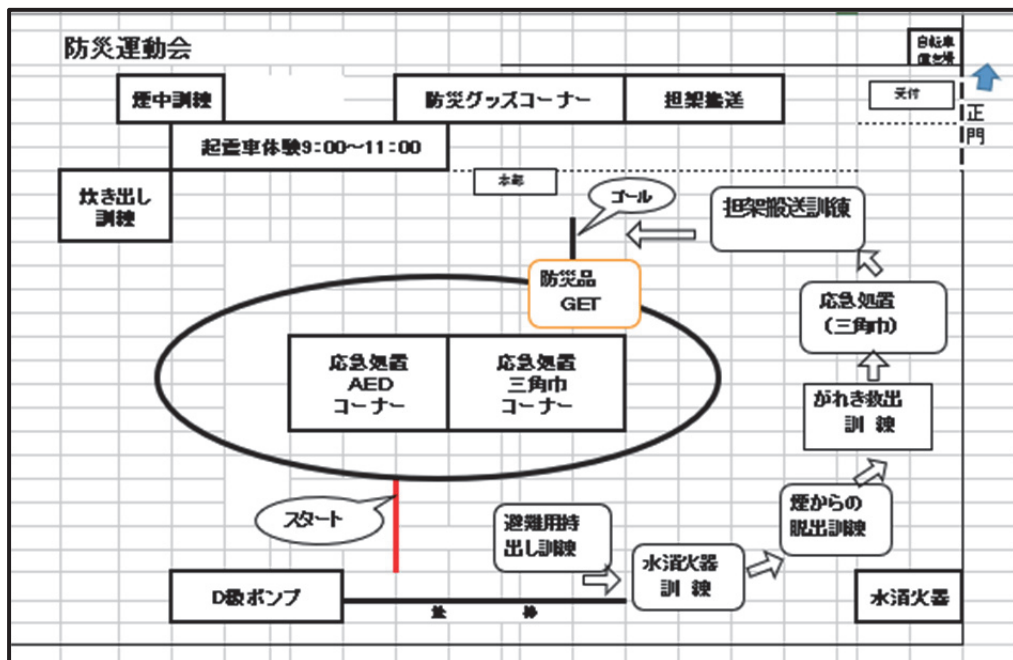 防災運動会
自転車
置き場
煙中訓練
防災グッズコーナー
担架搬送
受付
正
門
起震車体験9:00～11:00
本部
炊き出し
訓練
ゴール
担架搬送訓練
防災品
GET
応急処置
(三角巾)
応急処置
AED
コーナー
応急処置
三角巾
コーナー
がれき救出
訓 練
スタート
避難用持
出し訓練
煙からの
脱出訓練
水消火器
訓 練
D級ポンプ
水消火器